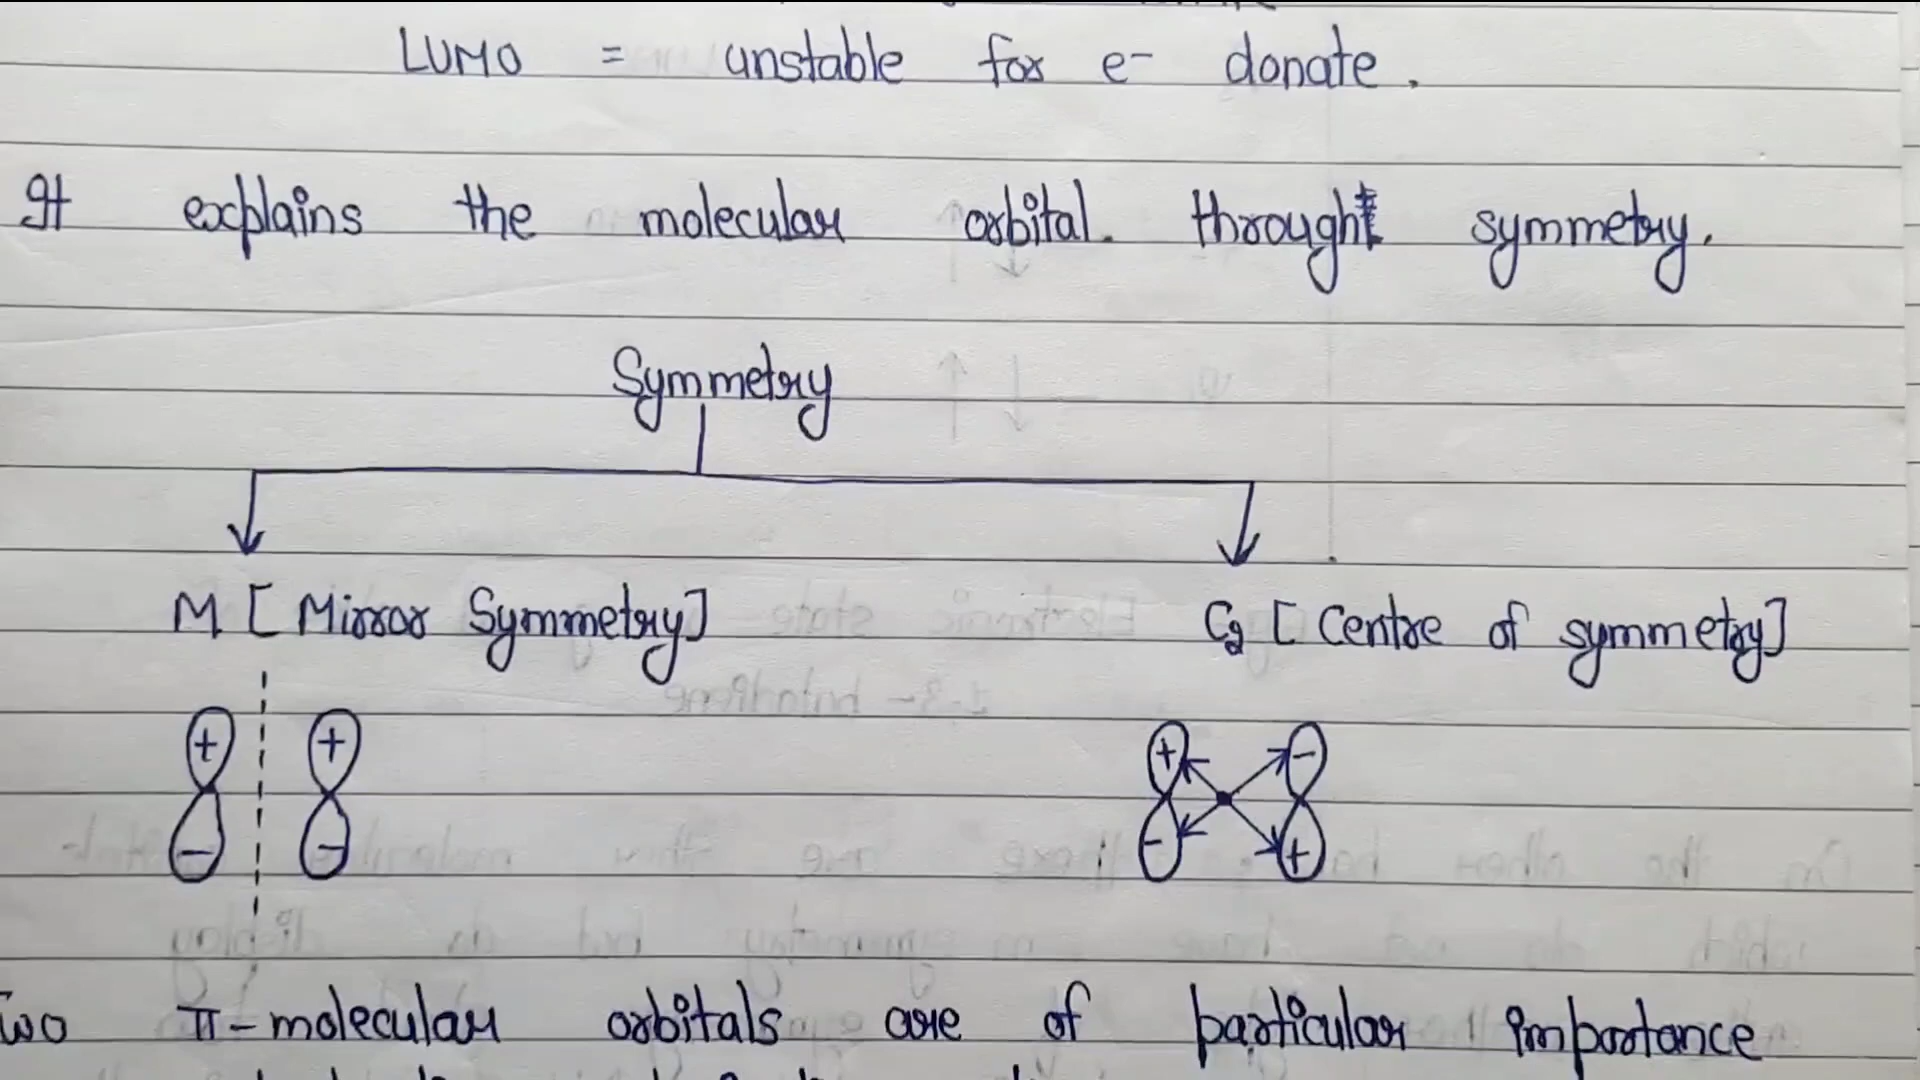 LUMO = unstable for e- donate.
It explains the molecular orbital. throught symmetry.
Symmetry
M [Mirror Symmetry] C2 [Centre of symmetry]
+ + + -
- - - +
π-molecular orbitals are of particular importance